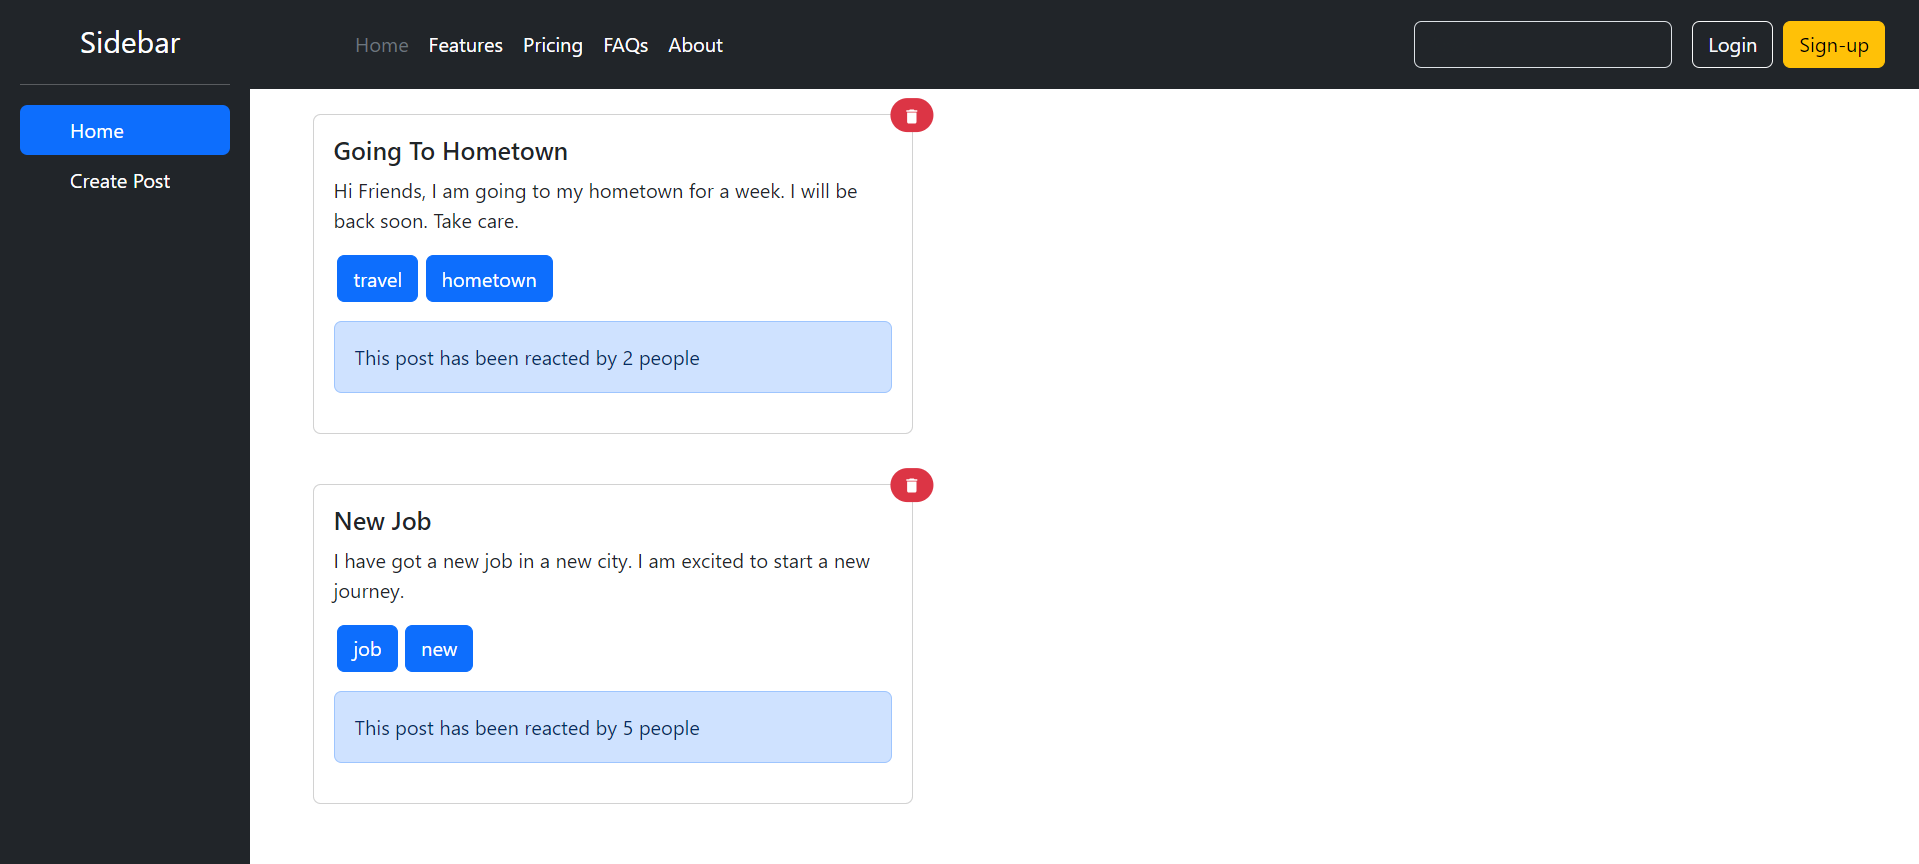 Sidebar
Home
Create Post
Home Features Pricing FAQs About
Login Sign-up
Going To Hometown
Hi Friends, I am going to my hometown for a week. I will be
back soon. Take care.
travel hometown
This post has been reacted by 2 people
New Job
I have got a new job in a new city. I am excited to start a new
journey.
job new
This post has been reacted by 5 people